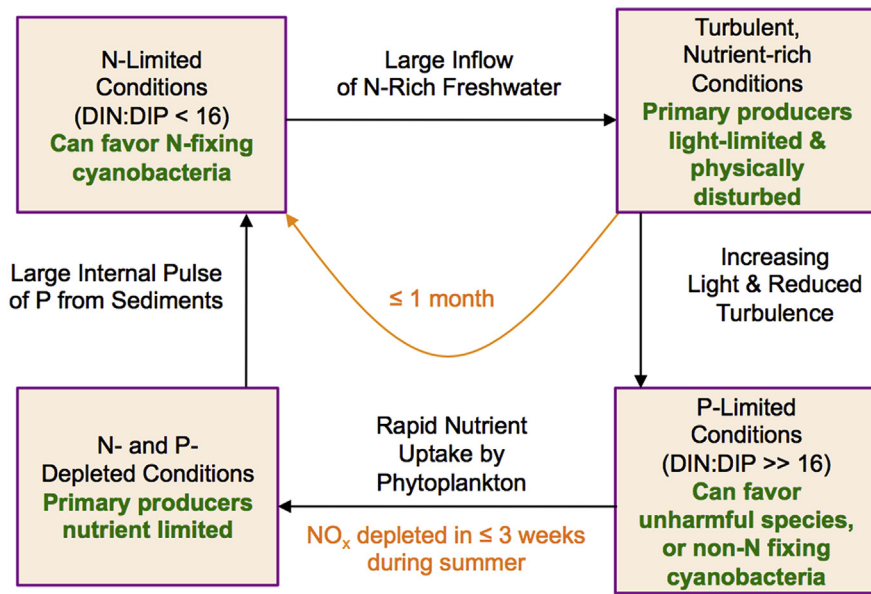 N-Limited
Conditions
(DIN:DIP < 16)
Can favor N-fixing
cyanobacteria
Large Inflow
of N-Rich Freshwater
Turbulent,
Nutrient-rich
Conditions
Primary producers
light-limited &
physically
disturbed
Large Internal Pulse
of P from Sediments
≤ 1 month
Increasing
Light & Reduced
Turbulence
N- and P-
Depleted Conditions
Primary producers
nutrient limited
Rapid Nutrient
Uptake by
Phytoplankton
NOₓ depleted in ≤ 3 weeks
during summer
P-Limited
Conditions
(DIN:DIP >> 16)
Can favor
unharmful species,
or non-N fixing
cyanobacteria